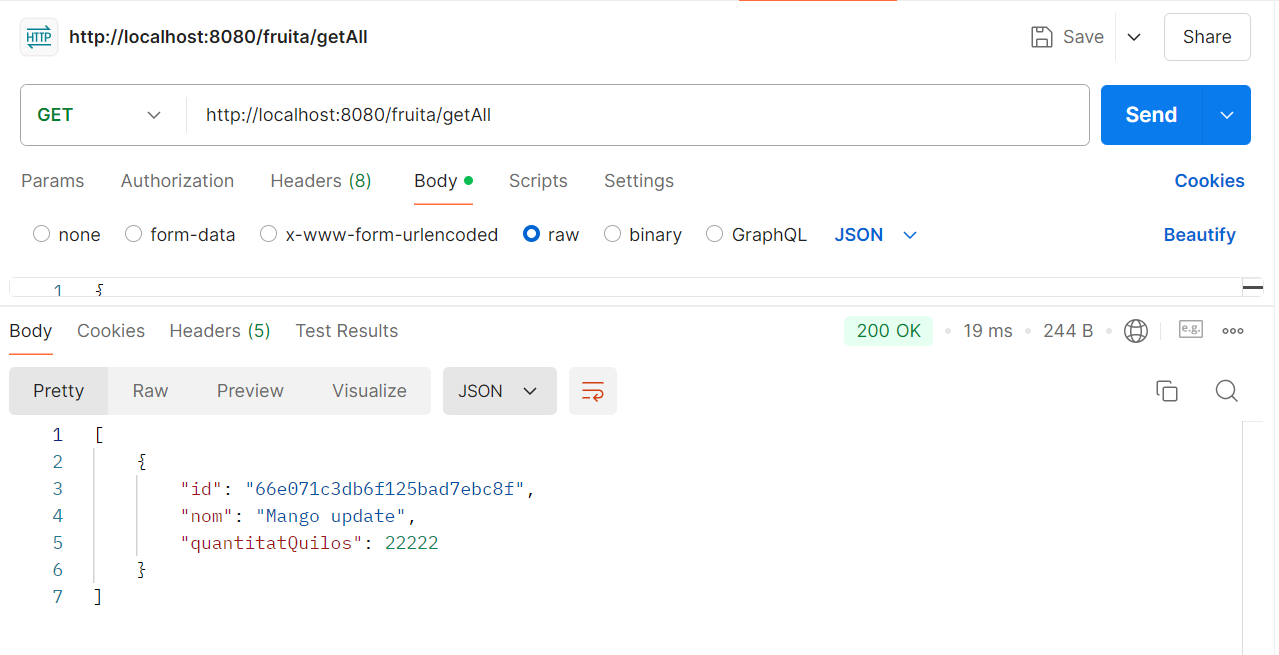 HTTP http://localhost:8080/fruita/getAll Save Share
GET http://localhost:8080/fruita/getAll Send
Params Authorization Headers (8) Body Scripts Settings Cookies
none form-data x-www-form-urlencoded raw binary GraphQL JSON Beautify
1 {
Body Cookies Headers (5) Test Results 200 OK 19 ms 244 B e.g.
Pretty Raw Preview Visualize JSON
1 [
2 {
3 "id": "66e071c3db6f125bad7ebc8f",
4 "nom": "Mango update",
5 "quantitatQuilos": 22222
6 }
7 ]